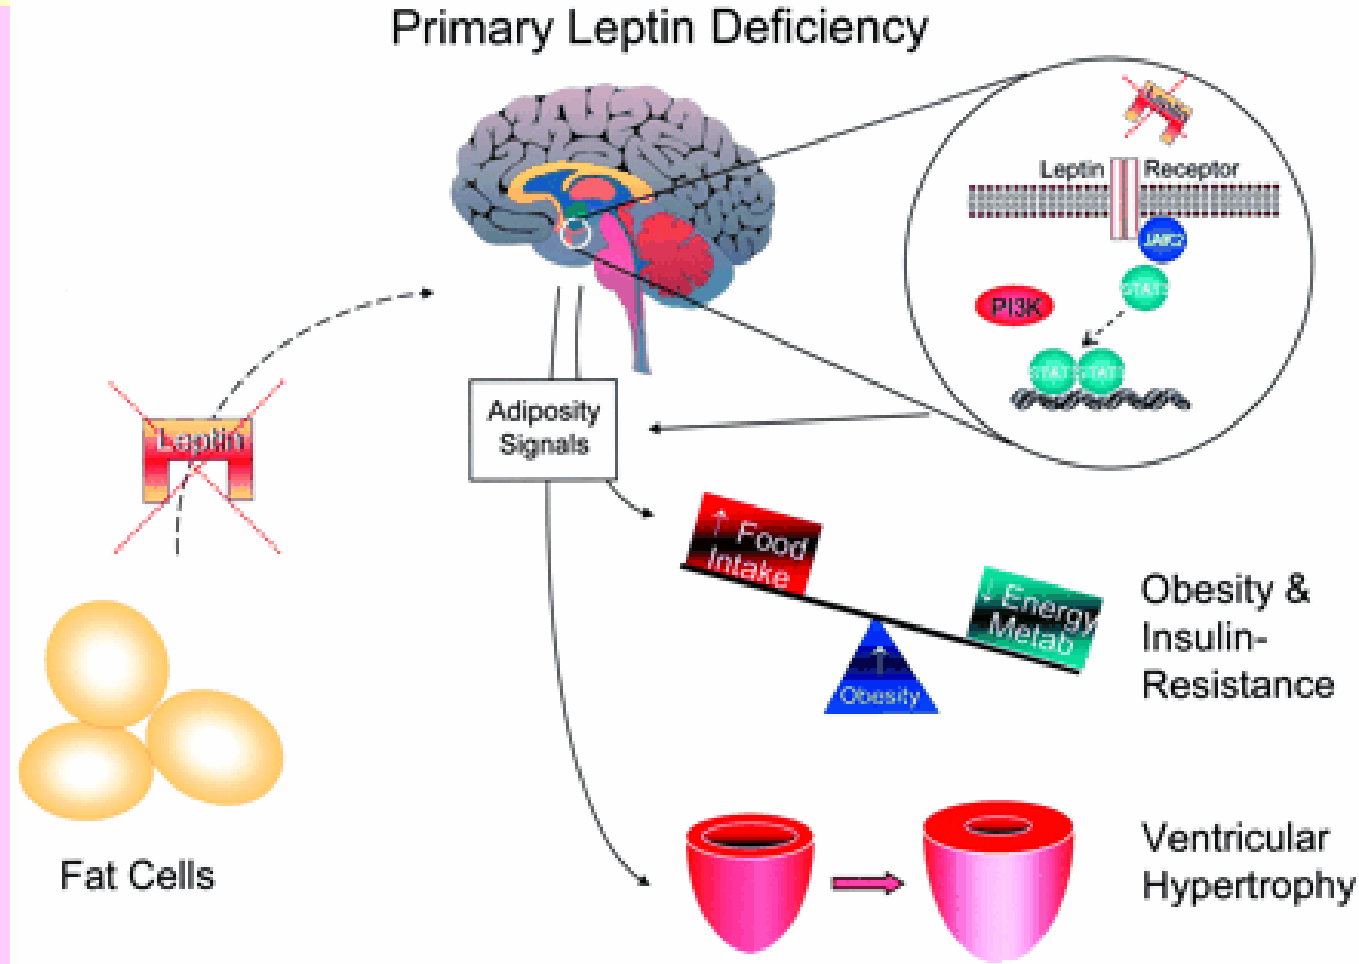 Primary Leptin Deficiency
Leptin
Leptin Receptor
JAK2
STAT3
PI3K
STAT3 STAT3
Adiposity
Signals
Leptin
↑ Food
Intake
↓ Energy
Metab
↑
Obesity
Obesity &
Insulin-
Resistance
Fat Cells
Ventricular
Hypertrophy